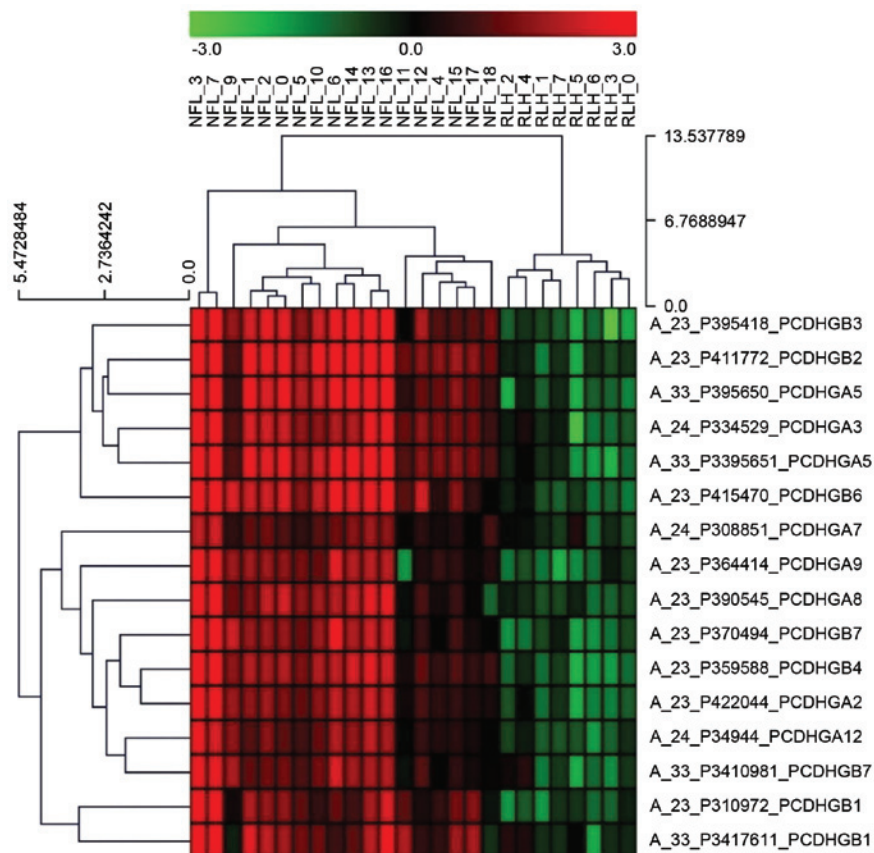 -3.0 0.0 3.0
NFL_3
NFL_7
NFL_9
NFL_1
NFL_2
NFL_0
NFL_5
NFL_10
NFL_6
NFL_14
NFL_13
NFL_16
NFL_11
NFL_12
NFL_4
NFL_15
NFL_17
NFL_18
RLH_2
RLH_4
RLH_1
RLH_7
RLH_5
RLH_6
RLH_3
RLH_0
13.537789
6.7688947
0.0
5.4728484
2.7364242
0.0
A_23_P395418_PCDHGB3
A_23_P411772_PCDHGB2
A_33_P395650_PCDHGA5
A_24_P334529_PCDHGA3
A_33_P3395651_PCDHGA5
A_23_P415470_PCDHGB6
A_24_P308851_PCDHGA7
A_23_P364414_PCDHGA9
A_23_P390545_PCDHGA8
A_23_P370494_PCDHGB7
A_23_P359588_PCDHGB4
A_23_P422044_PCDHGA2
A_24_P34944_PCDHGA12
A_33_P3410981_PCDHGB7
A_23_P310972_PCDHGB1
A_33_P3417611_PCDHGB1